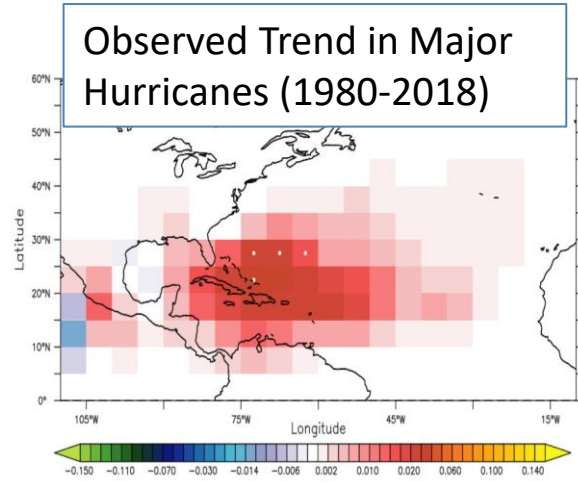 Observed Trend in Major
Hurricanes (1980-2018)
60°N
50°N
40°N
30°N
20°N
10°N
0°
Latitude
105°W 75°W 45°W 15°W
Longitude
−0.150 −0.110 −0.070 −0.030 −0.014 −0.006 0.002 0.010 0.020 0.060 0.100 0.140